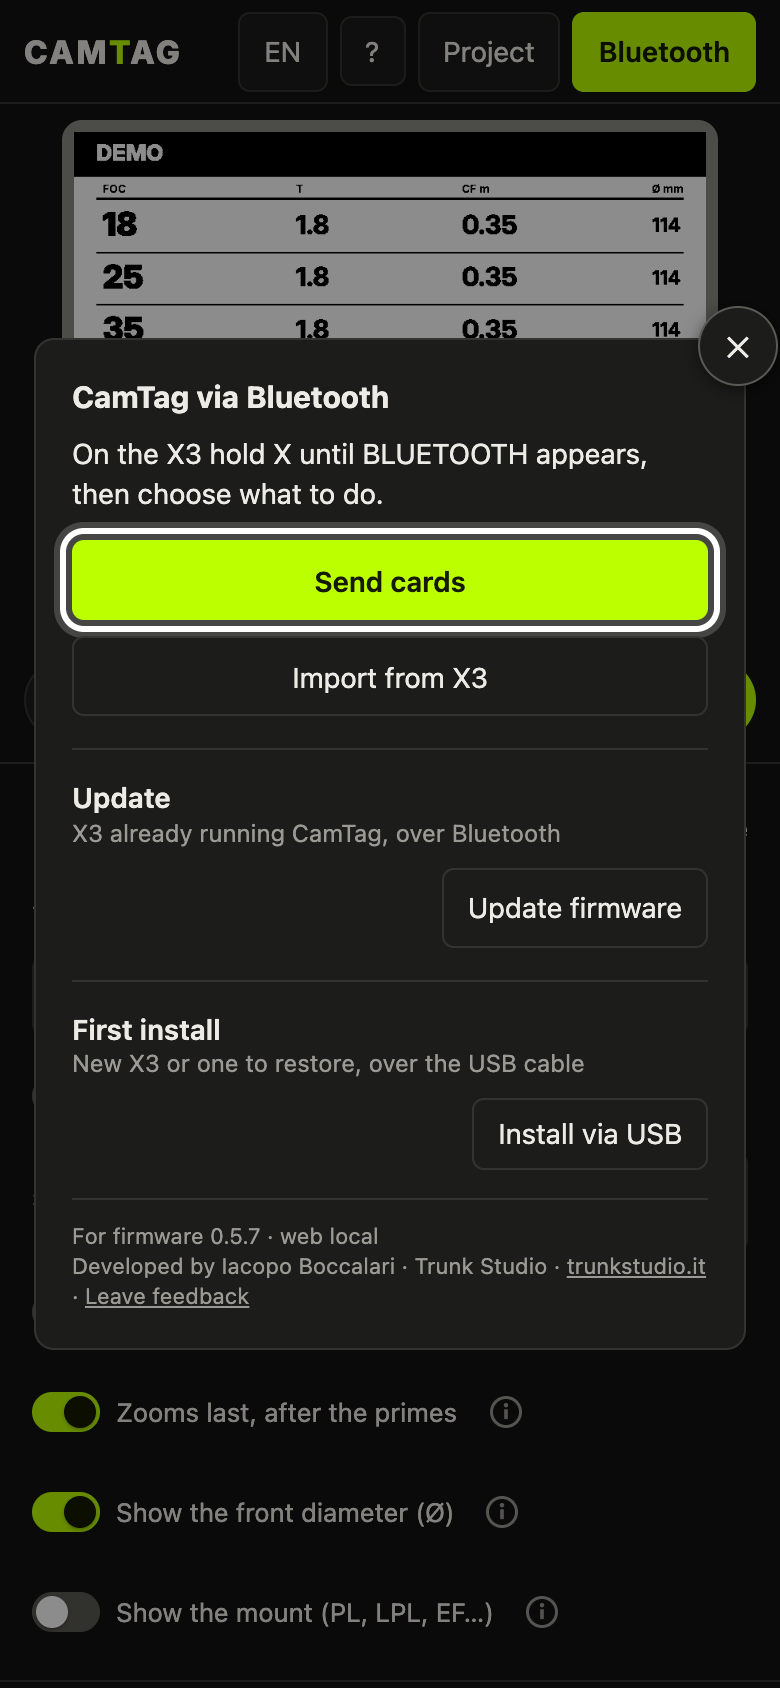 CAMTAG
EN
?
Project
Bluetooth
DEMO
FOC T CF m Ø mm
18 1.8 0.35 114
25 1.8 0.35 114
35 1.8 0.35 114
CamTag via Bluetooth
On the X3 hold X until BLUETOOTH appears,
then choose what to do.
Send cards
Import from X3
Update
X3 already running CamTag, over Bluetooth
Update firmware
First install
New X3 or one to restore, over the USB cable
Install via USB
For firmware 0.5.7 · web local
Developed by Iacopo Boccalari · Trunk Studio · trunkstudio.it
· Leave feedback
Zooms last, after the primes
Show the front diameter (Ø)
Show the mount (PL, LPL, EF...)